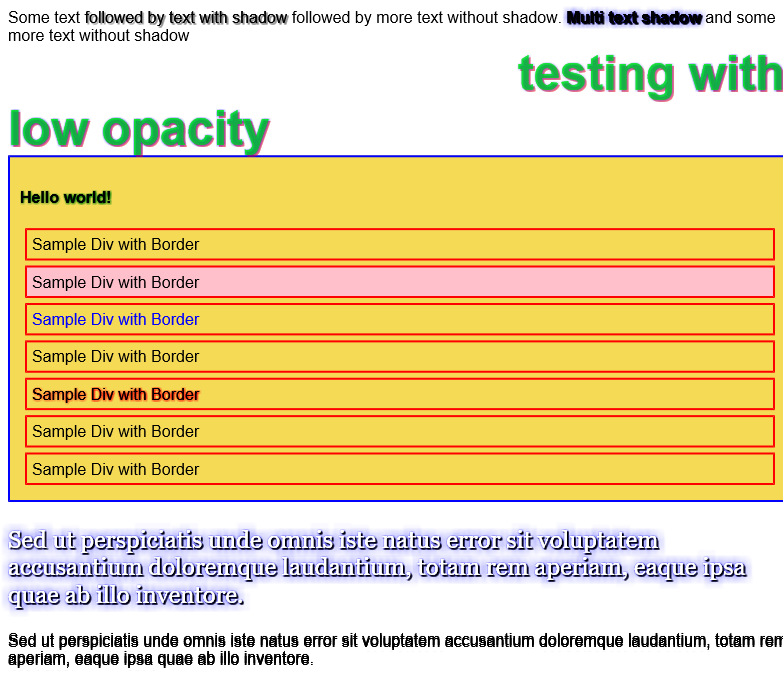 Some text followed by text with shadow followed by more text without shadow. Multi text shadow and some
more text without shadow
testing with
low opacity
Hello world!
Sample Div with Border
Sample Div with Border
Sample Div with Border
Sample Div with Border
Sample Div with Border
Sample Div with Border
Sample Div with Border
Sed ut perspiciatis unde omnis iste natus error sit voluptatem
accusantium doloremque laudantium, totam rem aperiam, eaque ipsa
quae ab illo inventore.
Sed ut perspiciatis unde omnis iste natus error sit voluptatem accusantium doloremque laudantium, totam rem
aperiam, eaque ipsa quae ab illo inventore.